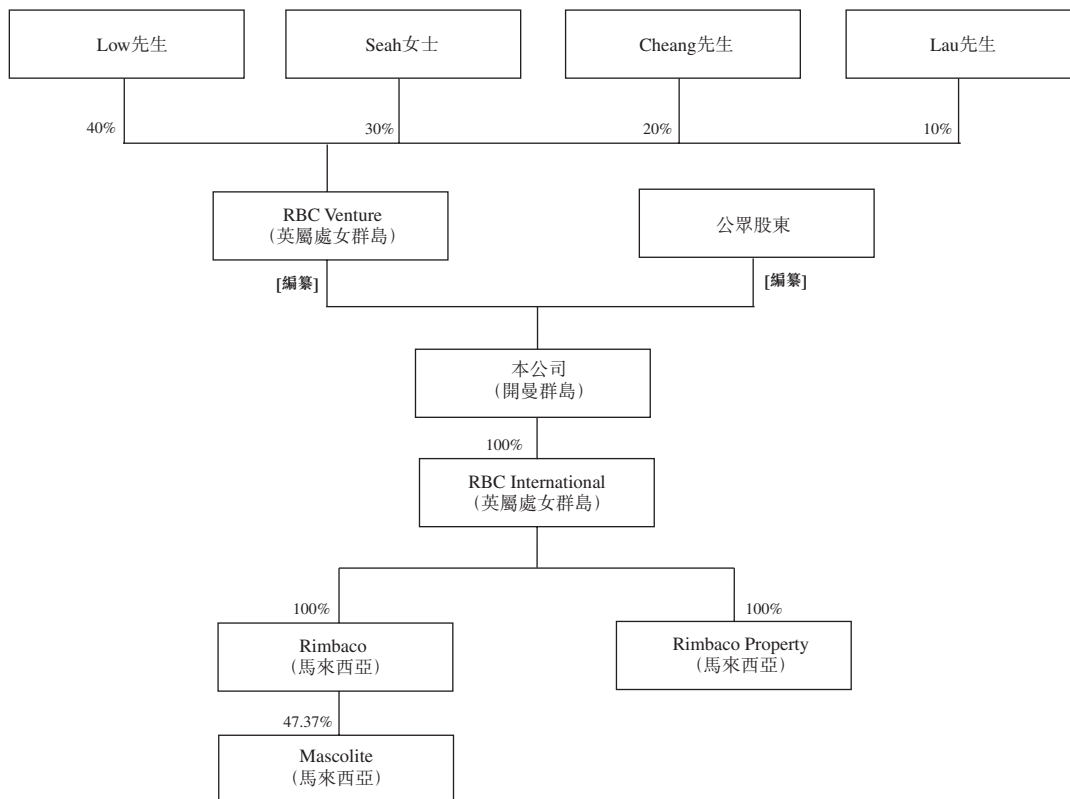 Low先生
Seah女士
Cheang先生
Lau先生
40%
30%
20%
10%
RBC Venture
（英屬處女群島）
公眾股東
[編纂]
[編纂]
本公司
（開曼群島）
100%
RBC International
（英屬處女群島）
100%
100%
Rimbaco
（馬來西亞）
Rimbaco Property
（馬來西亞）
47.37%
Mascolite
（馬來西亞）